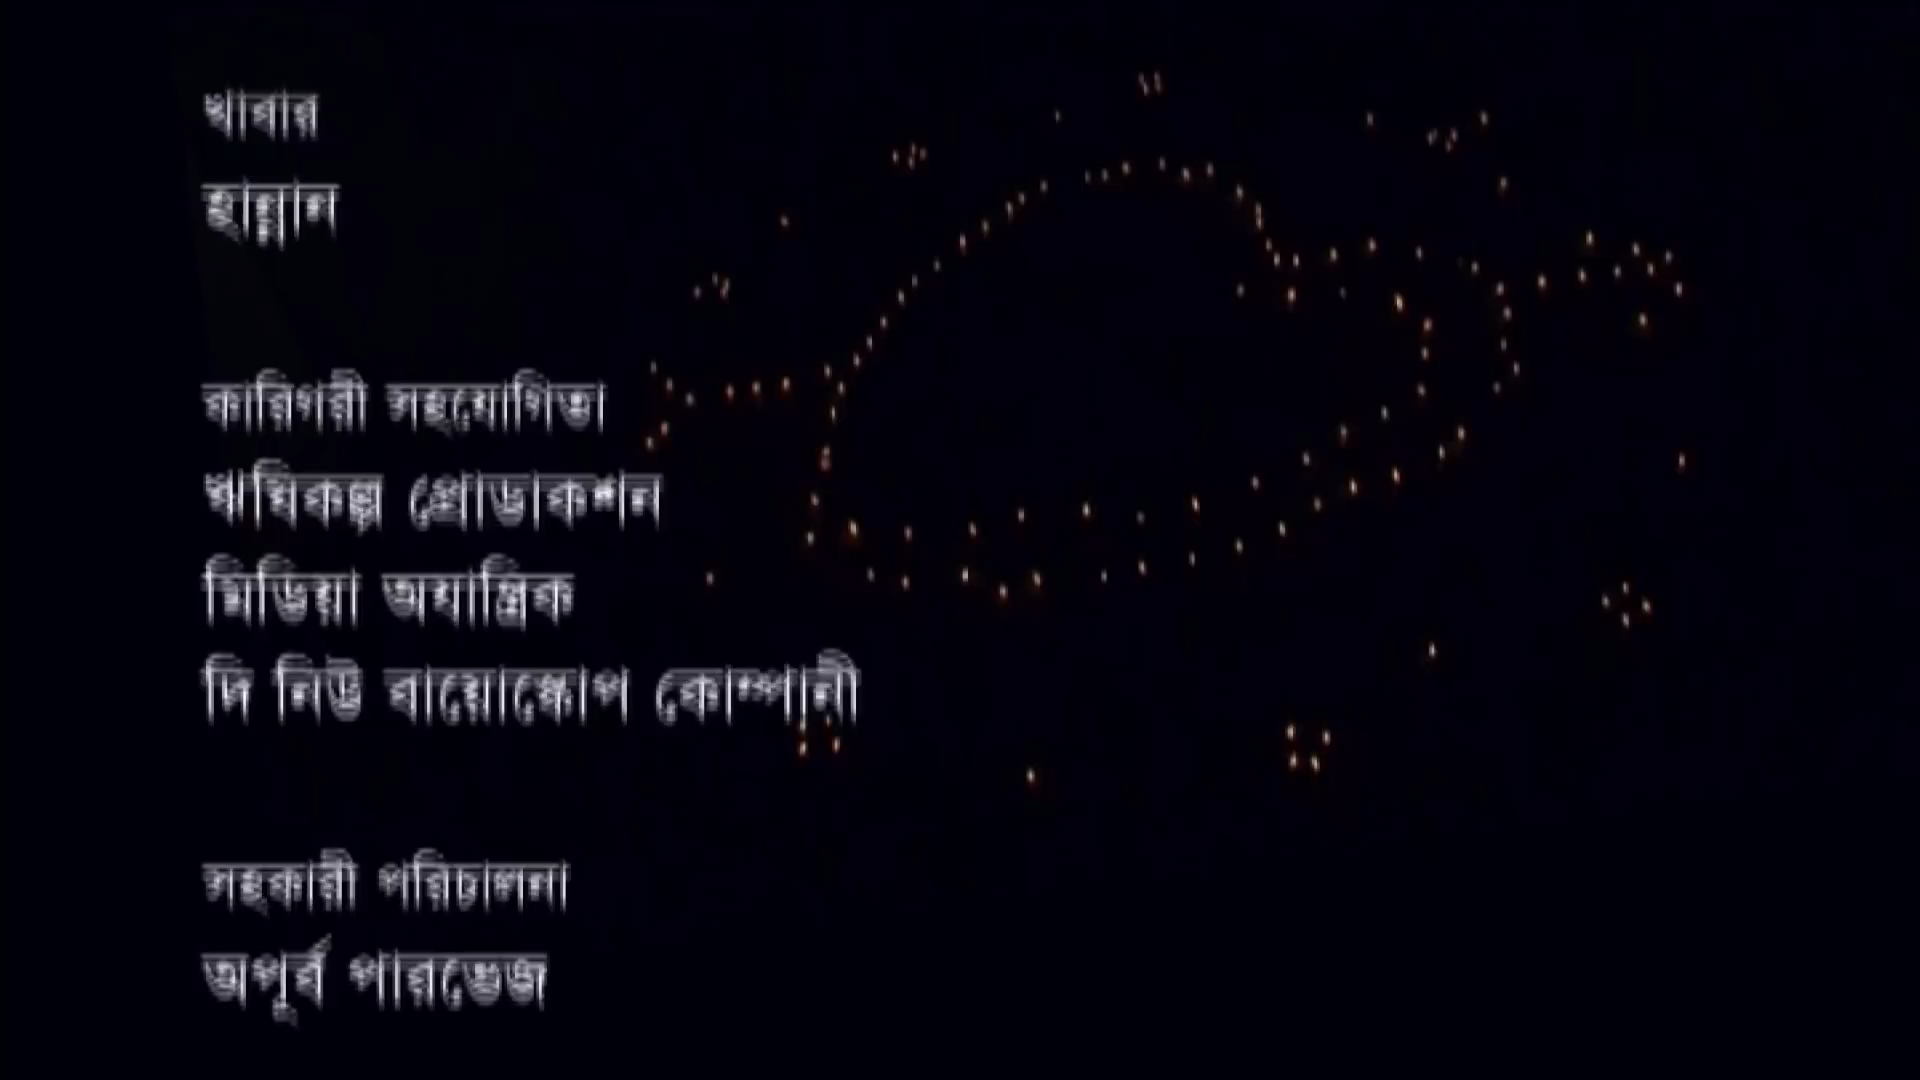 খাবার
হান্নান
কারিগরী সহযোগিতা
ঋষিকল্প প্রোডাকশন
মিডিয়া অযান্ত্রিক
দি নিউ বায়োস্কোপ কোম্পানী
সহকারী পরিচালনা
অপূর্ব পারভেজ